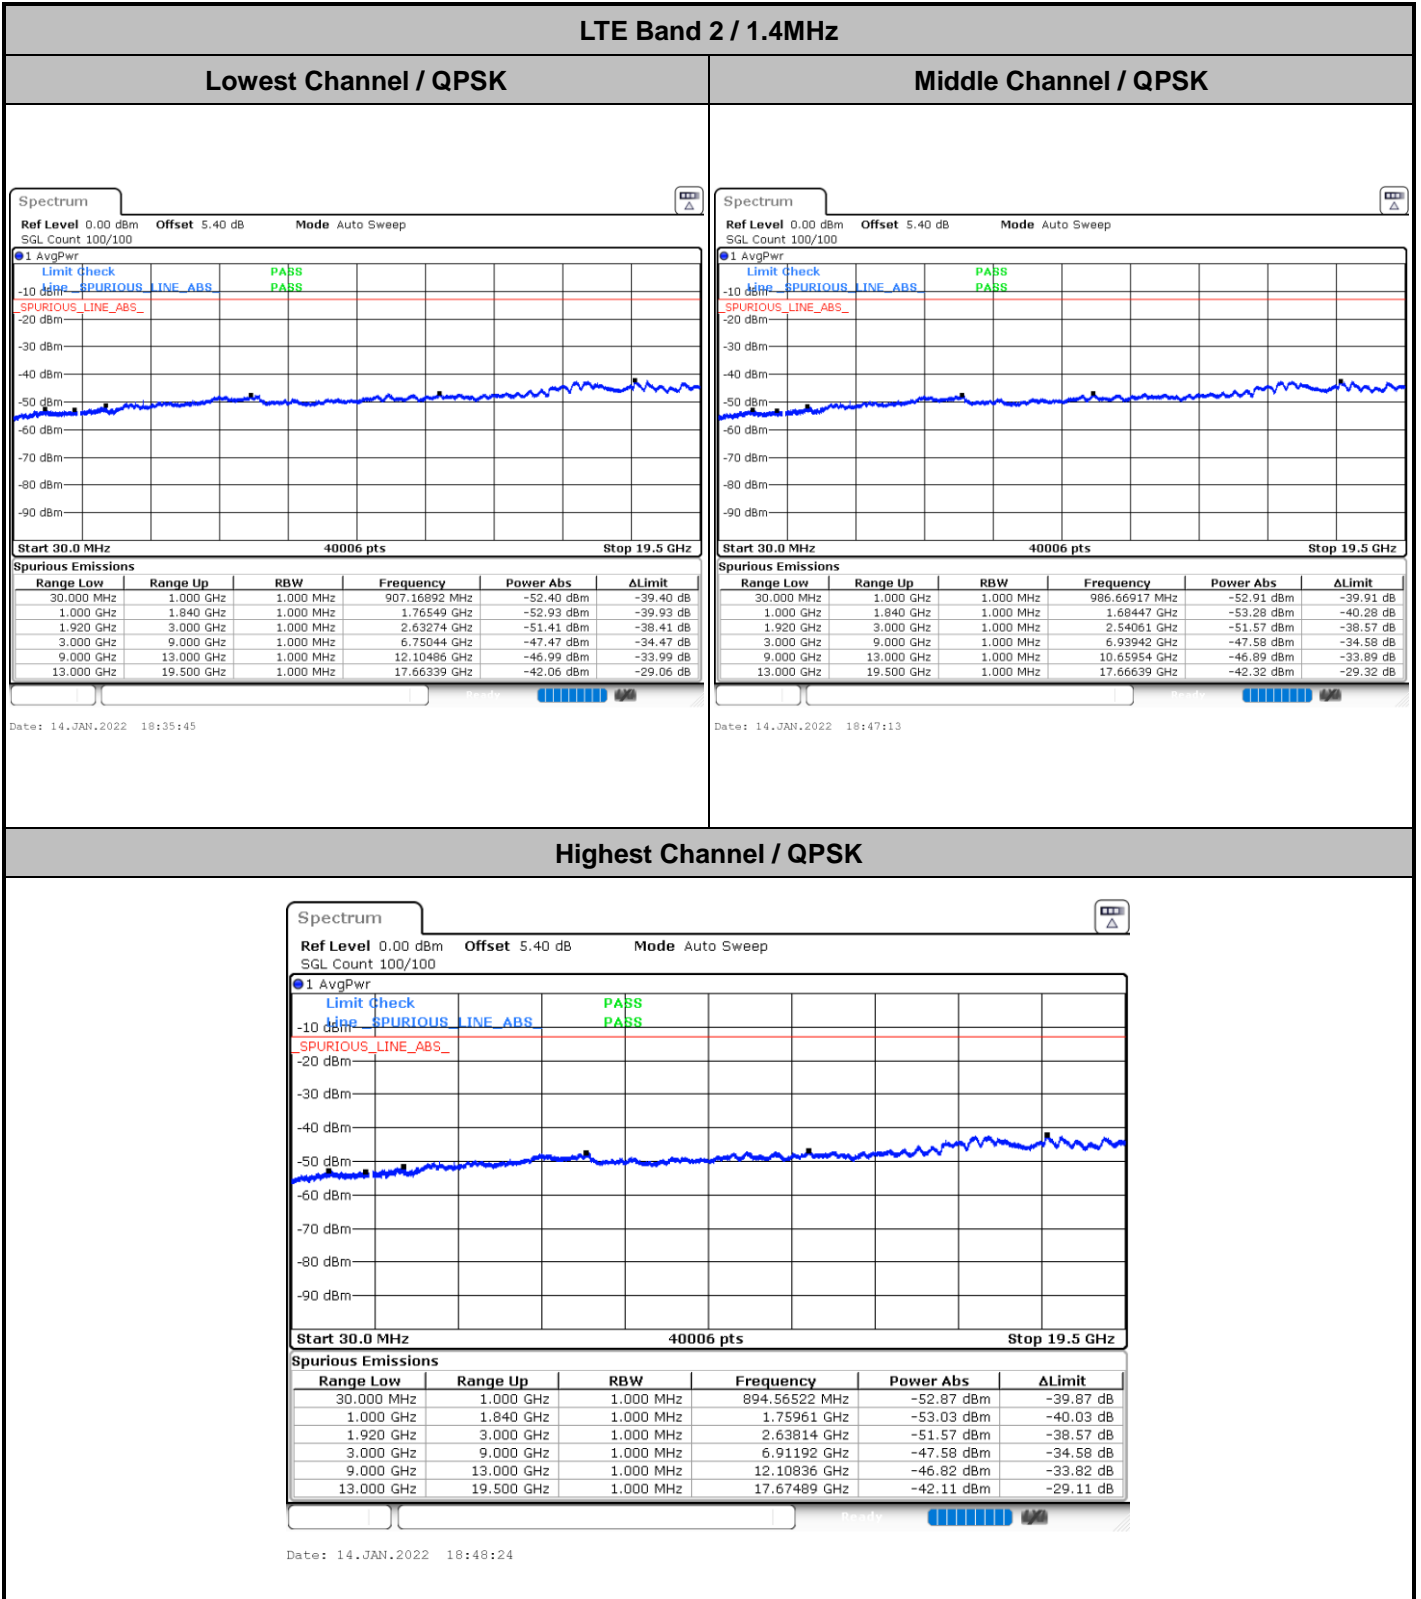 LTE Band 2 / 1.4MHz
Lowest Channel / QPSK
Middle Channel / QPSK
Spectrum
Ref Level 0.00 dBm Offset 5.40 dB Mode Auto Sweep
SGL Count 100/100
1 AvgPwr
Limit Check PASS
Line _SPURIOUS_LINE_ABS_ PASS
-10 dBm
_SPURIOUS_LINE_ABS_
-20 dBm
-30 dBm
-40 dBm
-50 dBm
-60 dBm
-70 dBm
-80 dBm
-90 dBm
Start 30.0 MHz 40006 pts Stop 19.5 GHz
Spurious Emissions
Range Low Range Up RBW Frequency Power Abs ΔLimit
30.000 MHz 1.000 GHz 1.000 MHz 907.16892 MHz -52.40 dBm -39.40 dB
1.000 GHz 1.840 GHz 1.000 MHz 1.76549 GHz -52.93 dBm -39.93 dB
1.920 GHz 3.000 GHz 1.000 MHz 2.63274 GHz -51.41 dBm -38.41 dB
3.000 GHz 9.000 GHz 1.000 MHz 6.75044 GHz -47.47 dBm -34.47 dB
9.000 GHz 13.000 GHz 1.000 MHz 12.10486 GHz -46.99 dBm -33.99 dB
13.000 GHz 19.500 GHz 1.000 MHz 17.66339 GHz -42.06 dBm -29.06 dB
Ready
Date: 14.JAN.2022 18:35:45
Spectrum
Ref Level 0.00 dBm Offset 5.40 dB Mode Auto Sweep
SGL Count 100/100
1 AvgPwr
Limit Check PASS
Line _SPURIOUS_LINE_ABS_ PASS
-10 dBm
_SPURIOUS_LINE_ABS_
-20 dBm
-30 dBm
-40 dBm
-50 dBm
-60 dBm
-70 dBm
-80 dBm
-90 dBm
Start 30.0 MHz 40006 pts Stop 19.5 GHz
Spurious Emissions
Range Low Range Up RBW Frequency Power Abs ΔLimit
30.000 MHz 1.000 GHz 1.000 MHz 986.66917 MHz -52.91 dBm -39.91 dB
1.000 GHz 1.840 GHz 1.000 MHz 1.68447 GHz -53.28 dBm -40.28 dB
1.920 GHz 3.000 GHz 1.000 MHz 2.54061 GHz -51.57 dBm -38.57 dB
3.000 GHz 9.000 GHz 1.000 MHz 6.93942 GHz -47.58 dBm -34.58 dB
9.000 GHz 13.000 GHz 1.000 MHz 10.65954 GHz -46.89 dBm -33.89 dB
13.000 GHz 19.500 GHz 1.000 MHz 17.66639 GHz -42.32 dBm -29.32 dB
Ready
Date: 14.JAN.2022 18:47:13
Highest Channel / QPSK
Spectrum
Ref Level 0.00 dBm Offset 5.40 dB Mode Auto Sweep
SGL Count 100/100
1 AvgPwr
Limit Check PASS
Line _SPURIOUS_LINE_ABS_ PASS
-10 dBm
_SPURIOUS_LINE_ABS_
-20 dBm
-30 dBm
-40 dBm
-50 dBm
-60 dBm
-70 dBm
-80 dBm
-90 dBm
Start 30.0 MHz 40006 pts Stop 19.5 GHz
Spurious Emissions
Range Low Range Up RBW Frequency Power Abs ΔLimit
30.000 MHz 1.000 GHz 1.000 MHz 894.56522 MHz -52.87 dBm -39.87 dB
1.000 GHz 1.840 GHz 1.000 MHz 1.75961 GHz -53.03 dBm -40.03 dB
1.920 GHz 3.000 GHz 1.000 MHz 2.63814 GHz -51.57 dBm -38.57 dB
3.000 GHz 9.000 GHz 1.000 MHz 6.91192 GHz -47.58 dBm -34.58 dB
9.000 GHz 13.000 GHz 1.000 MHz 12.10836 GHz -46.82 dBm -33.82 dB
13.000 GHz 19.500 GHz 1.000 MHz 17.67489 GHz -42.11 dBm -29.11 dB
Ready
Date: 14.JAN.2022 18:48:24